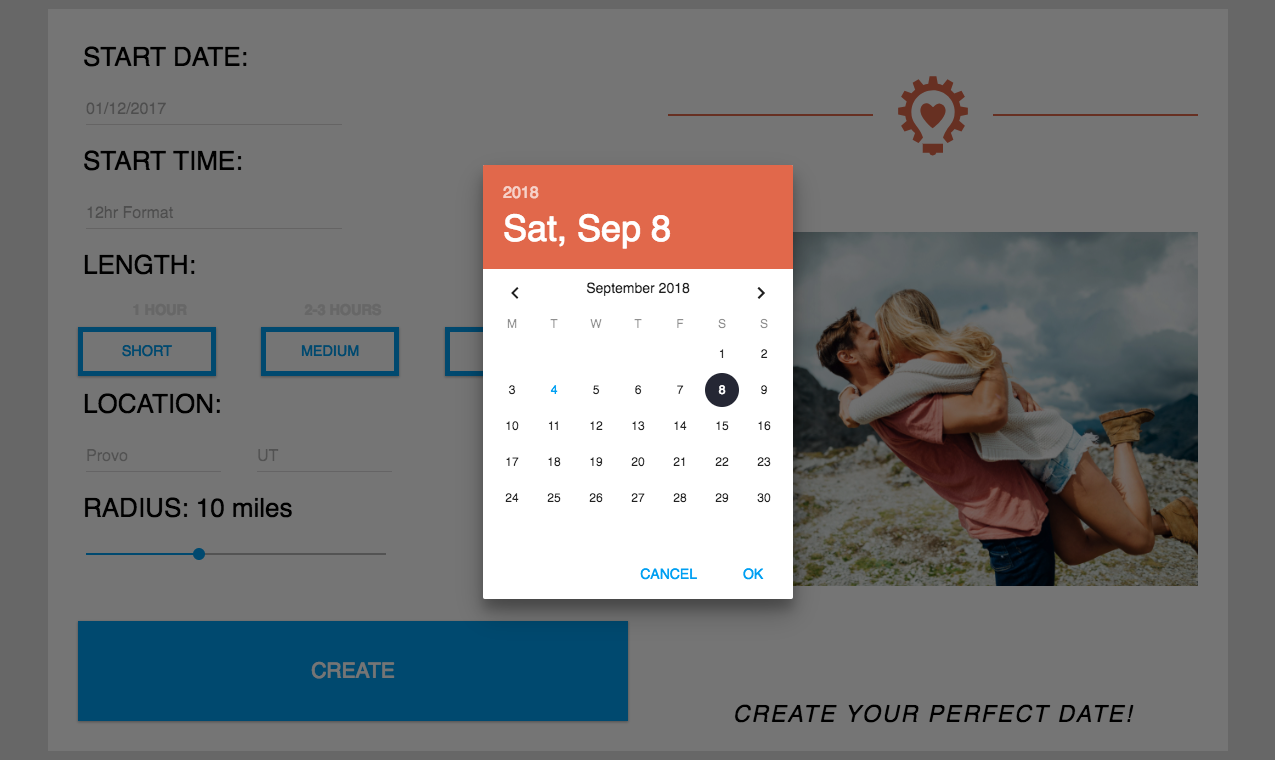 START DATE:
01/12/2017
START TIME:
12hr Format
LENGTH:
1 HOUR
2-3 HOURS
SHORT
MEDIUM
LOCATION:
Provo
UT
RADIUS: 10 miles
CREATE
2018
Sat, Sep 8
September 2018
M T W T F S S
1 2
3 4 5 6 7 8 9
10 11 12 13 14 15 16
17 18 19 20 21 22 23
24 25 26 27 28 29 30
CANCEL OK
CREATE YOUR PERFECT DATE!